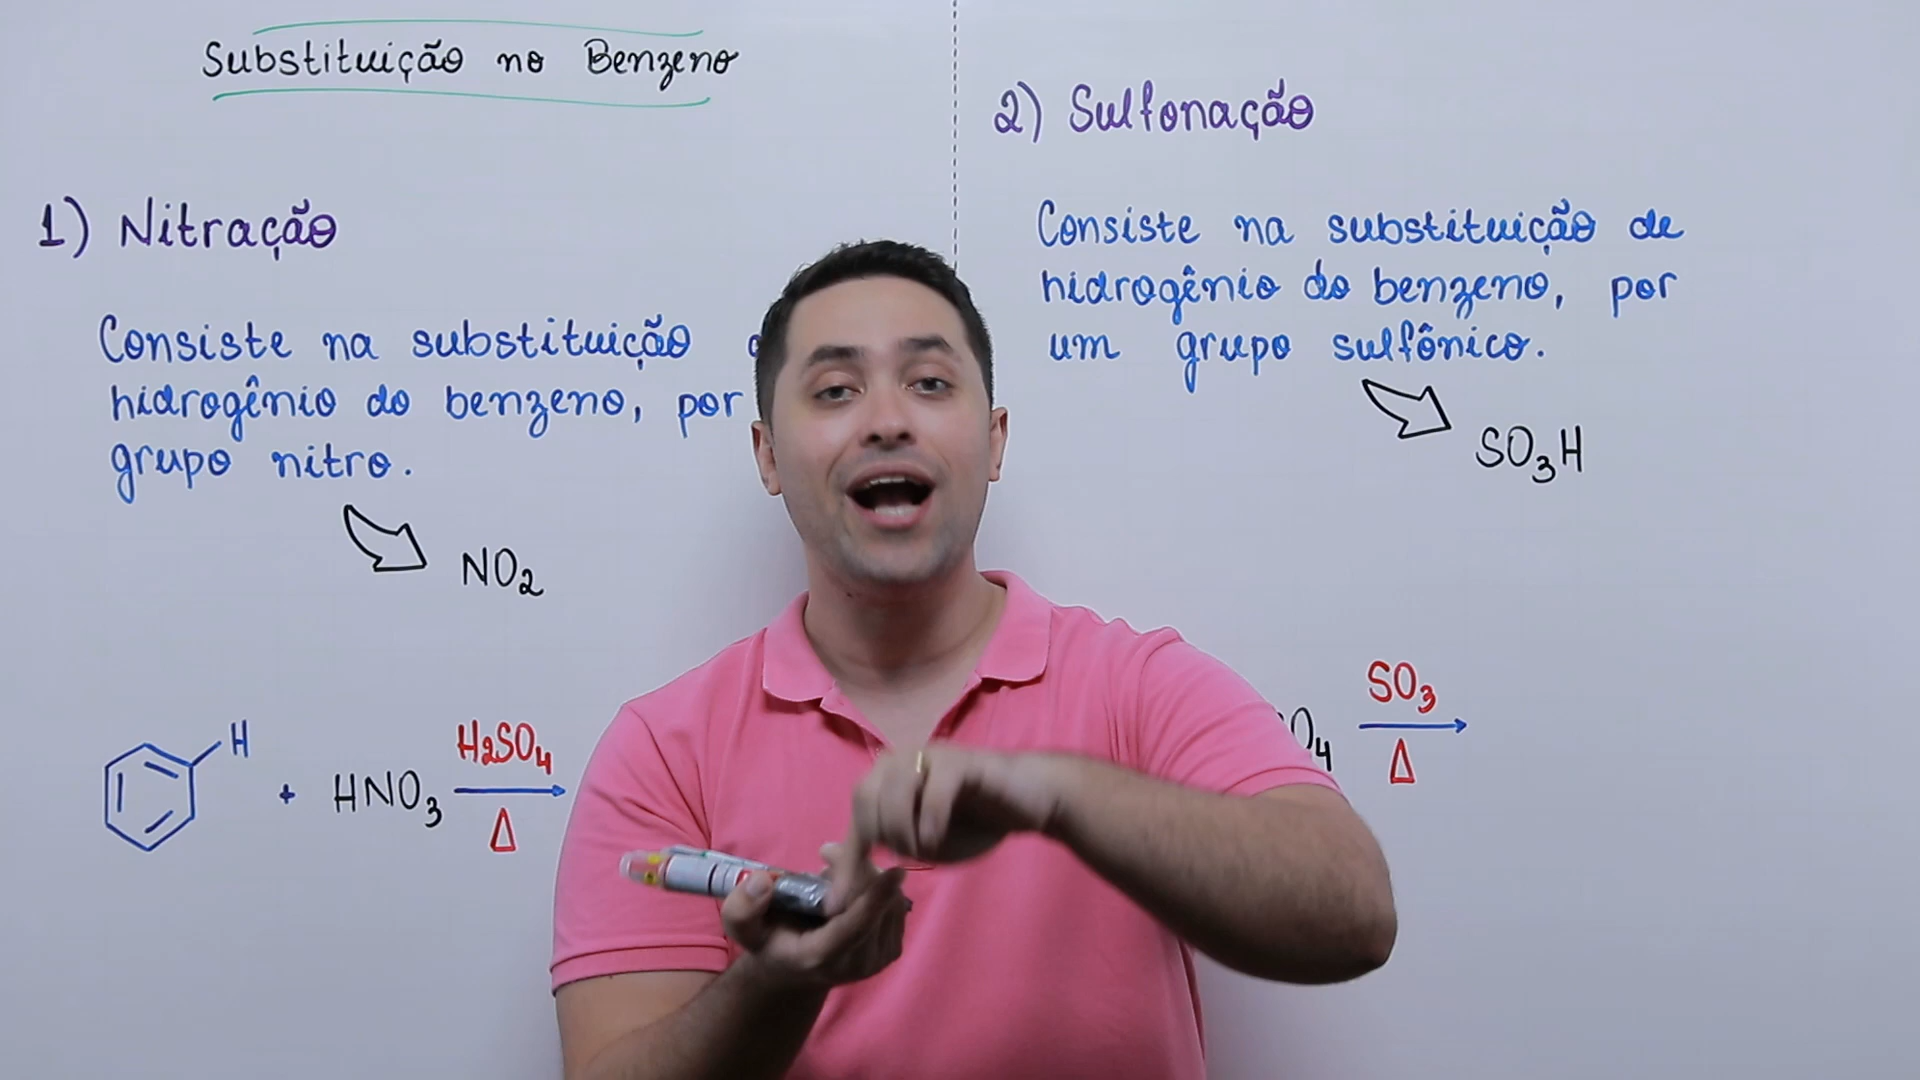 Substituição no Benzeno
1) Nitração
Consiste na substituição
hidrogênio do benzeno, por
grupo nitro.
NO₂
H
+ HNO₃ H₂SO₄
Δ
2) Sulfonação
Consiste na substituição de
hidrogênio do benzeno, por
um grupo sulfônico.
SO₃H
O₄ SO₃
Δ